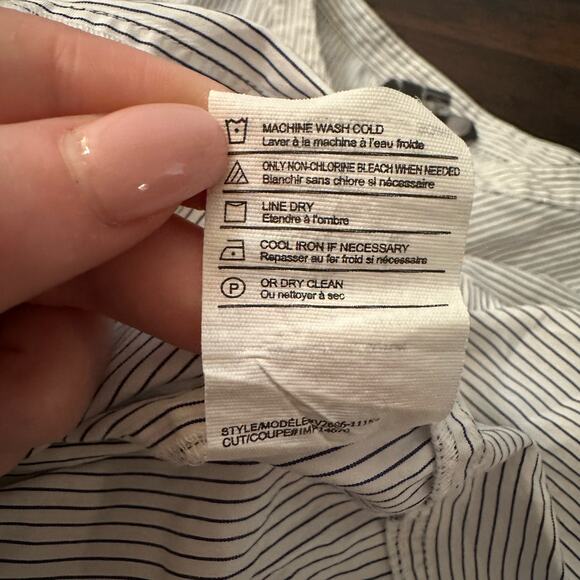 MACHINE WASH COLD
Laver à la machine à l'eau froide
ONLY NON-CHLORINE BLEACH WHEN NEEDED
Blanchir sans chlore si nécessaire
LINE DRY
Etendre à l'ombre
COOL IRON IF NECESSARY
Repasser au fer froid si nécessaire
P
OR DRY CLEAN
Ou nettoyer à sec
STYLE/MODÈLE#
CUT/COUPE#